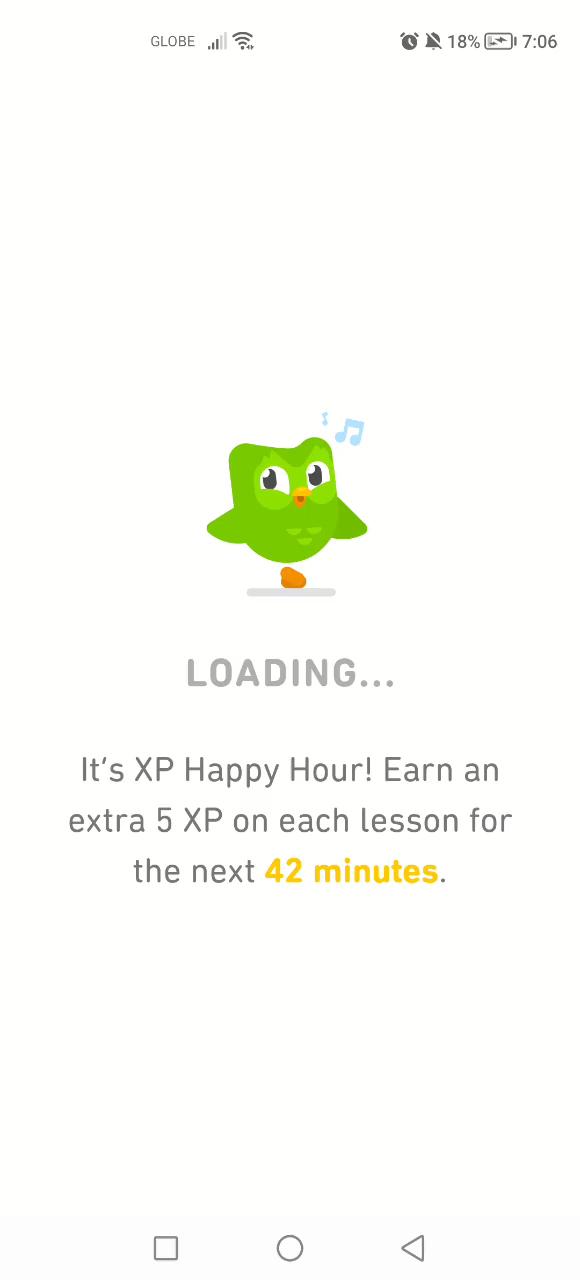 GLOBE 18% 7:06
LOADING...
It's XP Happy Hour! Earn an
extra 5 XP on each lesson for
the next 42 minutes.